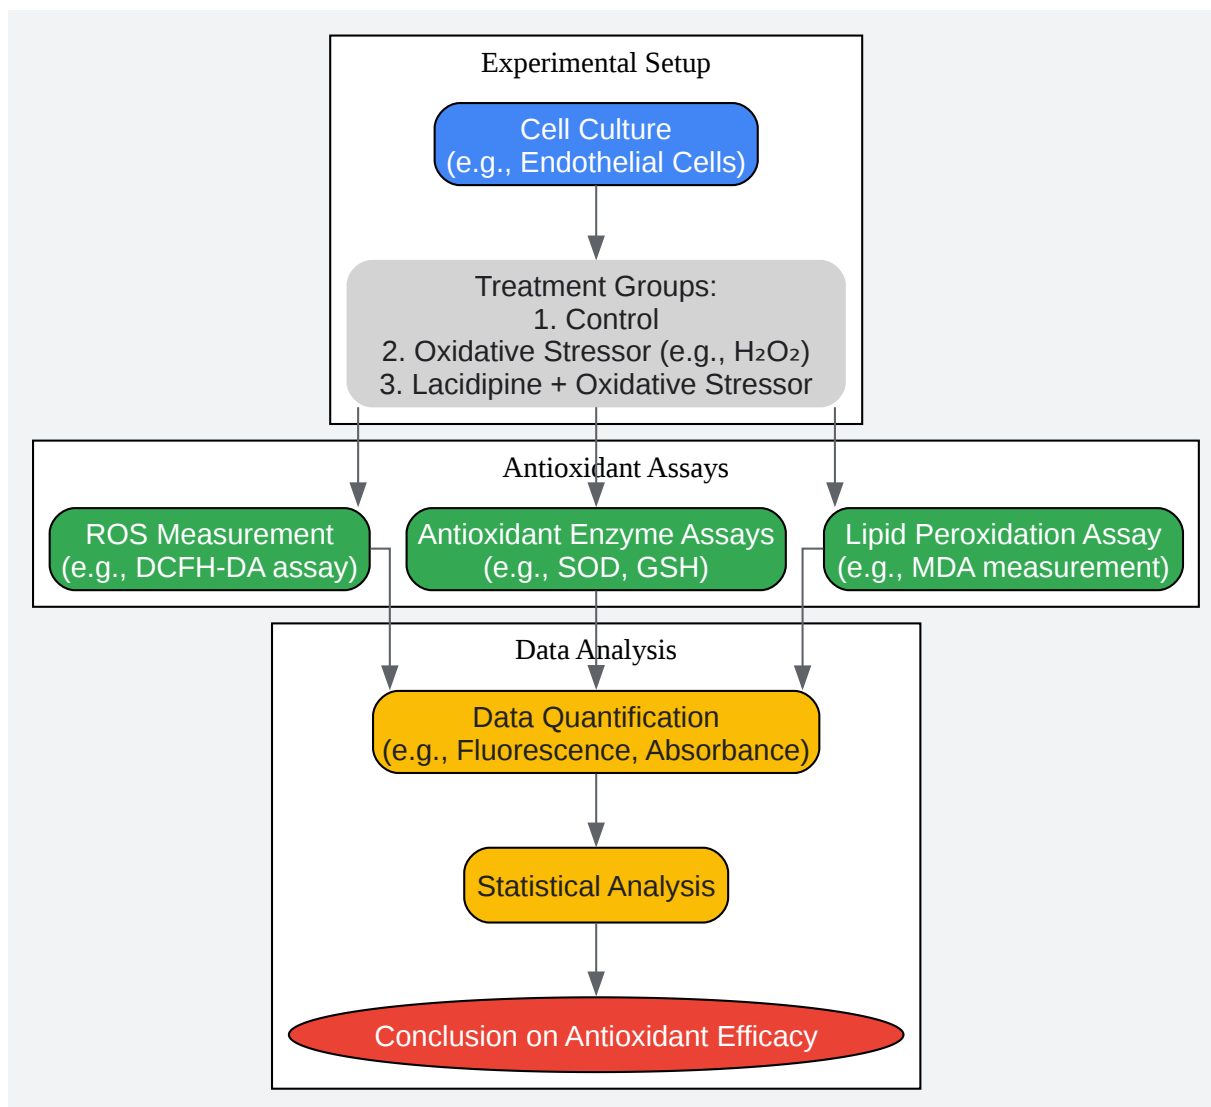 Experimental Setup
Cell Culture
(e.g., Endothelial Cells)
Treatment Groups:
1. Control
2. Oxidative Stressor (e.g., H₂O₂)
3. Lacidipine + Oxidative Stressor
Antioxidant Assays
ROS Measurement
(e.g., DCFH-DA assay)
Antioxidant Enzyme Assays
(e.g., SOD, GSH)
Lipid Peroxidation Assay
(e.g., MDA measurement)
Data Analysis
Data Quantification
(e.g., Fluorescence, Absorbance)
Statistical Analysis
Conclusion on Antioxidant Efficacy